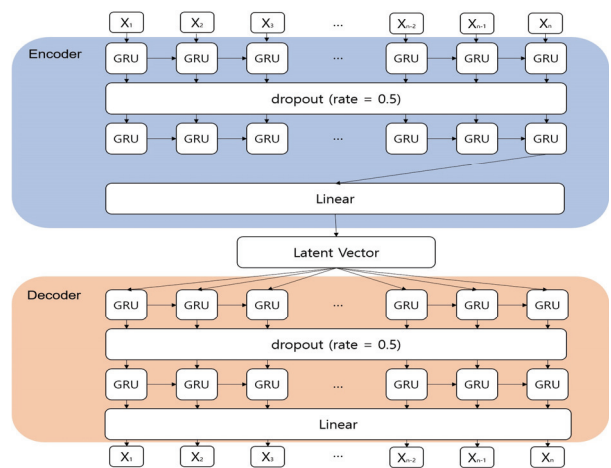 X₁ X₂ X₃ ... Xₙ₋₂ Xₙ₋₁ Xₙ
Encoder
GRU GRU GRU ... GRU GRU GRU
dropout (rate = 0.5)
GRU GRU GRU ... GRU GRU GRU
Linear
Latent Vector
Decoder
GRU GRU GRU ... GRU GRU GRU
dropout (rate = 0.5)
GRU GRU GRU ... GRU GRU GRU
Linear
X₁ X₂ X₃ ... Xₙ₋₂ Xₙ₋₁ Xₙ